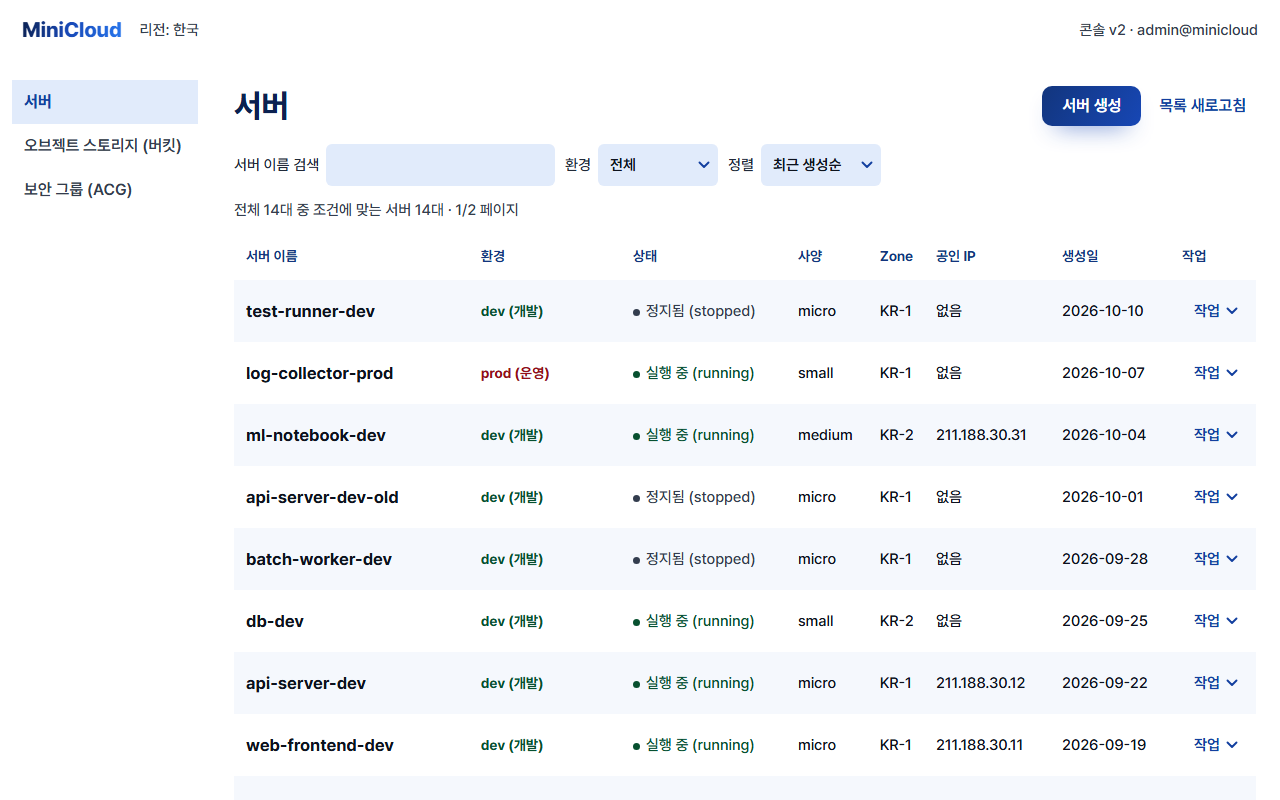 MiniCloud 리전: 한국 콘솔 v2 · admin@minicloud
서버
오브젝트 스토리지 (버킷)
보안 그룹 (ACG)
서버 서버 생성 목록 새로고침
서버 이름 검색 환경 전체 정렬 최근 생성순
전체 14대 중 조건에 맞는 서버 14대 · 1/2 페이지
서버 이름 환경 상태 사양 Zone 공인 IP 생성일 작업
test-runner-dev dev (개발) 정지됨 (stopped) micro KR-1 없음 2026-10-10 작업
log-collector-prod prod (운영) 실행 중 (running) small KR-1 없음 2026-10-07 작업
ml-notebook-dev dev (개발) 실행 중 (running) medium KR-2 211.188.30.31 2026-10-04 작업
api-server-dev-old dev (개발) 정지됨 (stopped) micro KR-1 없음 2026-10-01 작업
batch-worker-dev dev (개발) 정지됨 (stopped) micro KR-1 없음 2026-09-28 작업
db-dev dev (개발) 실행 중 (running) small KR-2 없음 2026-09-25 작업
api-server-dev dev (개발) 실행 중 (running) micro KR-1 211.188.30.12 2026-09-22 작업
web-frontend-dev dev (개발) 실행 중 (running) micro KR-1 211.188.30.11 2026-09-19 작업